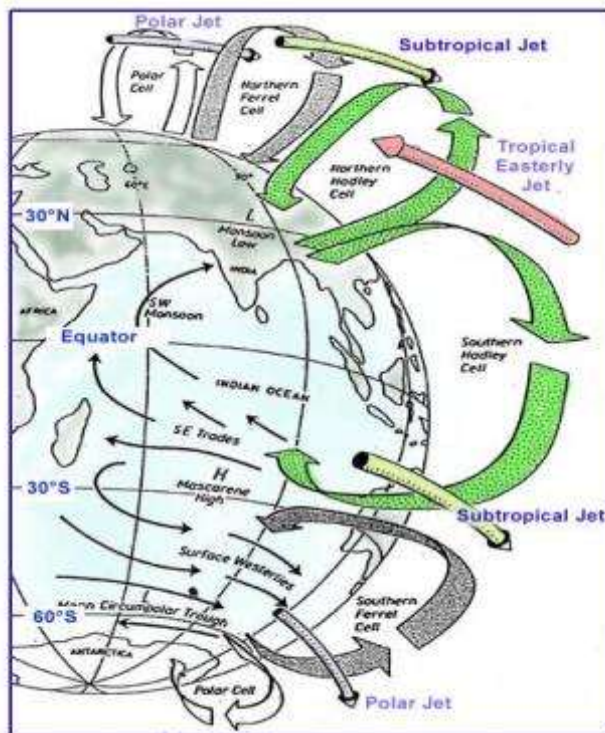 Polar Jet
Subtropical Jet
Polar
Cell
Northern
Ferrel
Cell
Tropical
Easterly
Jet
Northern
Hadley
Cell
30°N
L
Monsoon
Low
INDIA
AFRICA
SW
Monsoon
Equator
Southern
Hadley
Cell
INDIAN OCEAN
SE Trades
H
Mascarene
High
30°S
Subtropical Jet
Surface Westerlies
Southern
Ferrel
Cell
L
Circumpolar Trough
60°S
ANTARCTICA
Polar Cell
Polar Jet